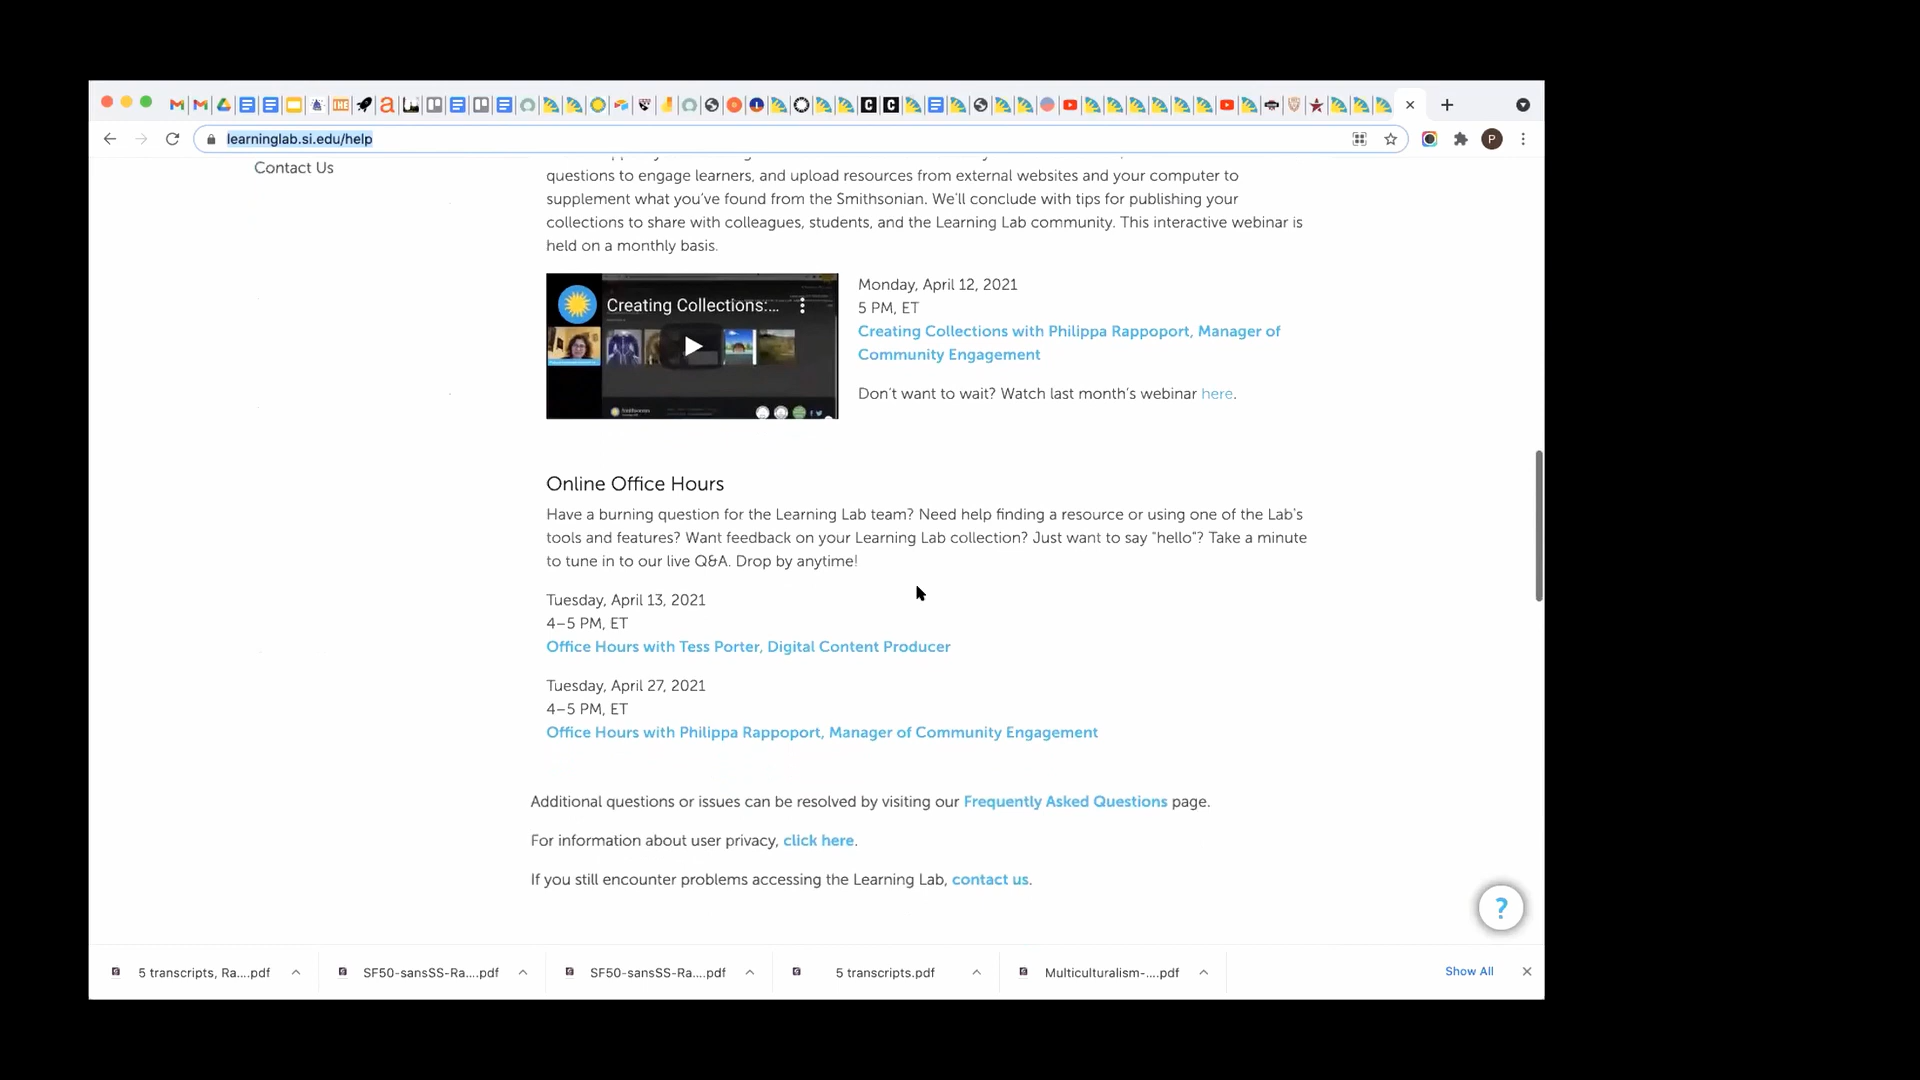 learninglab.si.edu/help
P
Contact Us
questions to engage learners, and upload resources from external websites and your computer to
supplement what you've found from the Smithsonian. We'll conclude with tips for publishing your
collections to share with colleagues, students, and the Learning Lab community. This interactive webinar is
held on a monthly basis.
Creating Collections:...
Monday, April 12, 2021
5 PM, ET
Creating Collections with Philippa Rappoport, Manager of
Community Engagement
Don't want to wait? Watch last month's webinar here.
Online Office Hours
Have a burning question for the Learning Lab team? Need help finding a resource or using one of the Lab's
tools and features? Want feedback on your Learning Lab collection? Just want to say "hello"? Take a minute
to tune in to our live Q&A. Drop by anytime!
Tuesday, April 13, 2021
4–5 PM, ET
Office Hours with Tess Porter, Digital Content Producer
Tuesday, April 27, 2021
4–5 PM, ET
Office Hours with Philippa Rappoport, Manager of Community Engagement
Additional questions or issues can be resolved by visiting our Frequently Asked Questions page.
For information about user privacy, click here.
If you still encounter problems accessing the Learning Lab, contact us.
?
5 transcripts, Ra....pdf
SF50-sansSS-Ra....pdf
SF50-sansSS-Ra....pdf
5 transcripts.pdf
Multiculturalism-....pdf
Show All